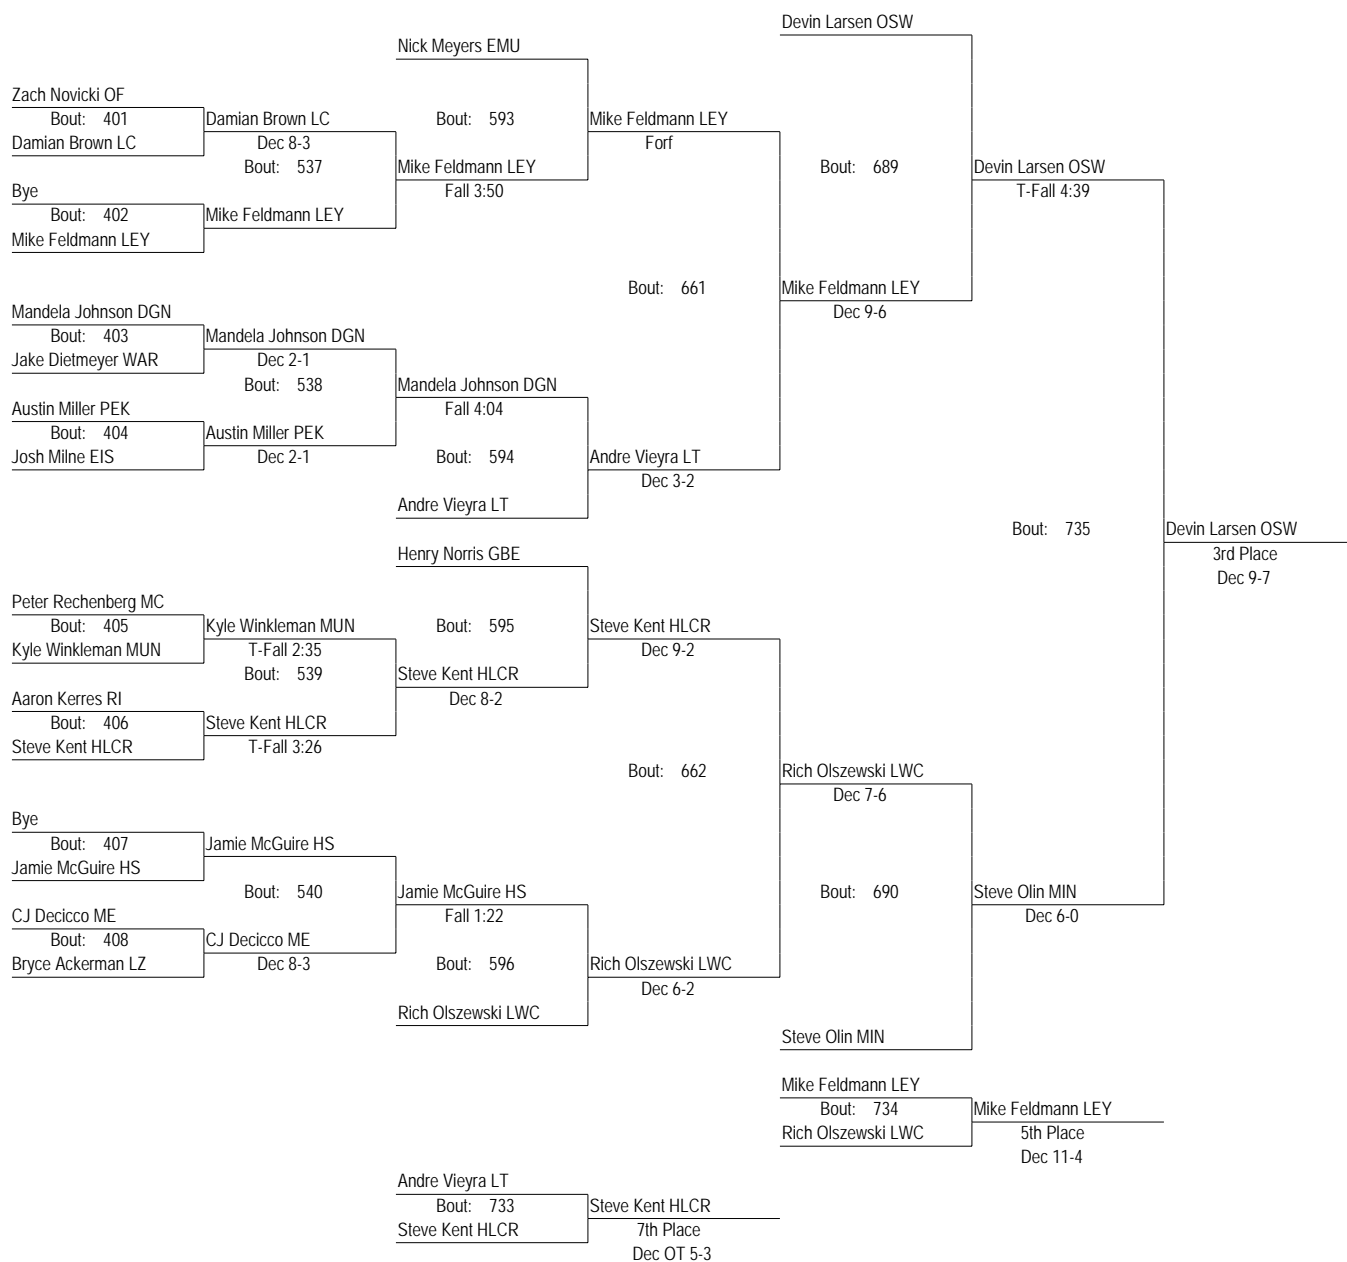 Devin Larsen OSW
Nick Meyers EMU
Zach Novicki OF
Bout: 401
Damian Brown LC
Damian Brown LC
Dec 8-3
Bout: 593
Mike Feldmann LEY
Forf
Bout: 537
Mike Feldmann LEY
Fall 3:50
Bout: 689
Devin Larsen OSW
T-Fall 4:39
Bye
Bout: 402
Mike Feldmann LEY
Mike Feldmann LEY
Bout: 661
Mike Feldmann LEY
Dec 9-6
Mandela Johnson DGN
Bout: 403
Jake Dietmeyer WAR
Mandela Johnson DGN
Dec 2-1
Bout: 538
Mandela Johnson DGN
Fall 4:04
Austin Miller PEK
Bout: 404
Josh Milne EIS
Austin Miller PEK
Dec 2-1
Bout: 594
Andre Vieyra LT
Dec 3-2
Andre Vieyra LT
Bout: 735
Devin Larsen OSW
3rd Place
Dec 9-7
Henry Norris GBE
Peter Rechenberg MC
Bout: 405
Kyle Winkleman MUN
Kyle Winkleman MUN
T-Fall 2:35
Bout: 595
Steve Kent HLCR
Dec 9-2
Bout: 539
Steve Kent HLCR
Dec 8-2
Aaron Kerres RI
Bout: 406
Steve Kent HLCR
Steve Kent HLCR
T-Fall 3:26
Bout: 662
Rich Olszewski LWC
Dec 7-6
Bye
Bout: 407
Jamie McGuire HS
Jamie McGuire HS
Bout: 540
Jamie McGuire HS
Fall 1:22
Bout: 690
Steve Olin MIN
Dec 6-0
CJ Decicco ME
Bout: 408
Bryce Ackerman LZ
CJ Decicco ME
Dec 8-3
Bout: 596
Rich Olszewski LWC
Dec 6-2
Rich Olszewski LWC
Steve Olin MIN
Mike Feldmann LEY
Bout: 734
Rich Olszewski LWC
Mike Feldmann LEY
5th Place
Dec 11-4
Andre Vieyra LT
Bout: 733
Steve Kent HLCR
Steve Kent HLCR
7th Place
Dec OT 5-3